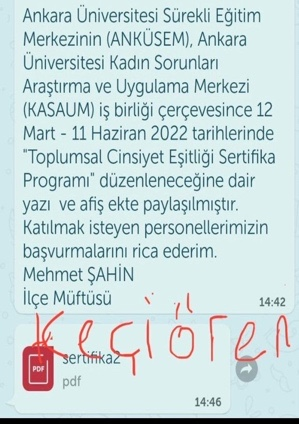 Ankara Üniversitesi Sürekli Eğitim
Merkezinin (ANKÜSEM), Ankara
Üniversitesi Kadın Sorunları
Araştırma ve Uygulama Merkezi
(KASAUM) iş birliği çerçevesince 12
Mart - 11 Haziran 2022 tarihlerinde
"Toplumsal Cinsiyet Eşitliği Sertifika
Programı" düzenleneceğine dair
yazı  ve afiş ekte paylaşılmıştır.
Katılmak isteyen personellerimizin
başvurmalarını rica ederim.
Mehmet ŞAHİN
İlçe Müftüsü
14:42
Keçiören
PDF
sertifika2
pdf
14:46